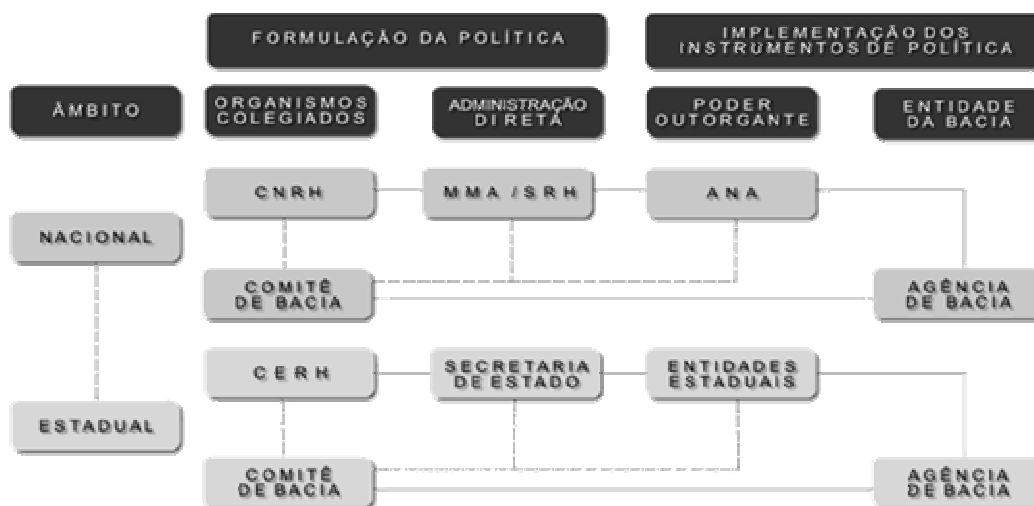 FORMULAÇÃO DA POLÍTICA
IMPLEMENTAÇÃO DOS
INSTRUMENTOS DE POLÍTICA
ÂMBITO
ORGANISMOS
COLEGIADOS
ADMINISTRAÇÃO
DIRETA
PODER
OUTORGANTE
ENTIDADE
DA BACIA
NACIONAL
CNRH
MMA / SRH
ANA
COMITÊ
DE BACIA
AGÊNCIA
DE BACIA
ESTADUAL
CERH
SECRETARIA
DE ESTADO
ENTIDADES
ESTADUAIS
COMITÊ
DE BACIA
AGÊNCIA
DE BACIA